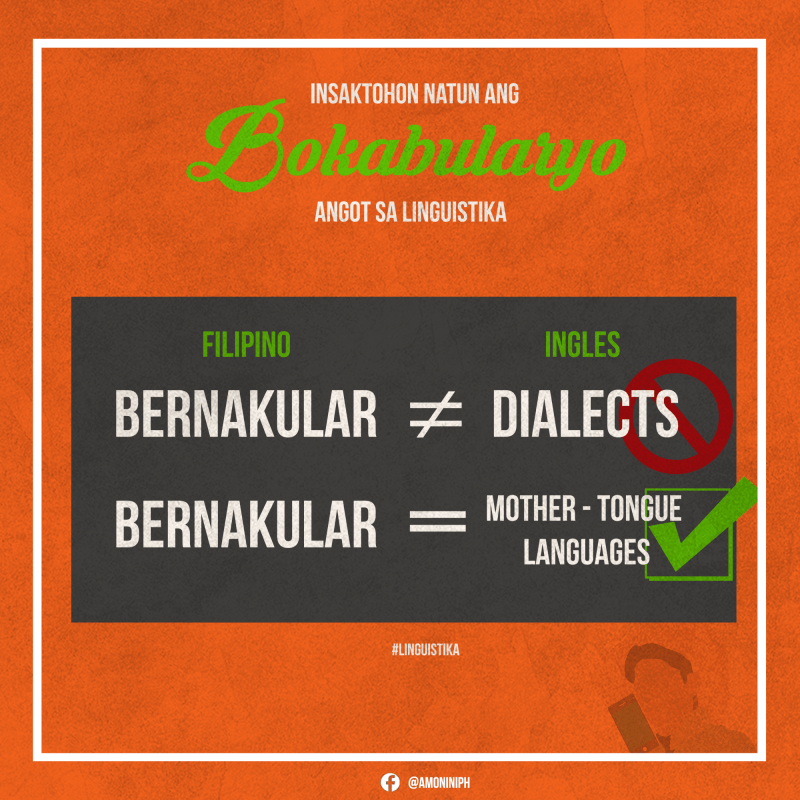 INSAKTOHON NATUN ANG
Bokabularyo
ANGOT SA LINGUISTIKA
FILIPINO INGLES
BERNAKULAR ≠ DIALECTS
BERNAKULAR = MOTHER - TONGUE
LANGUAGES
#LINGUISTIKA
@AMONINIPH